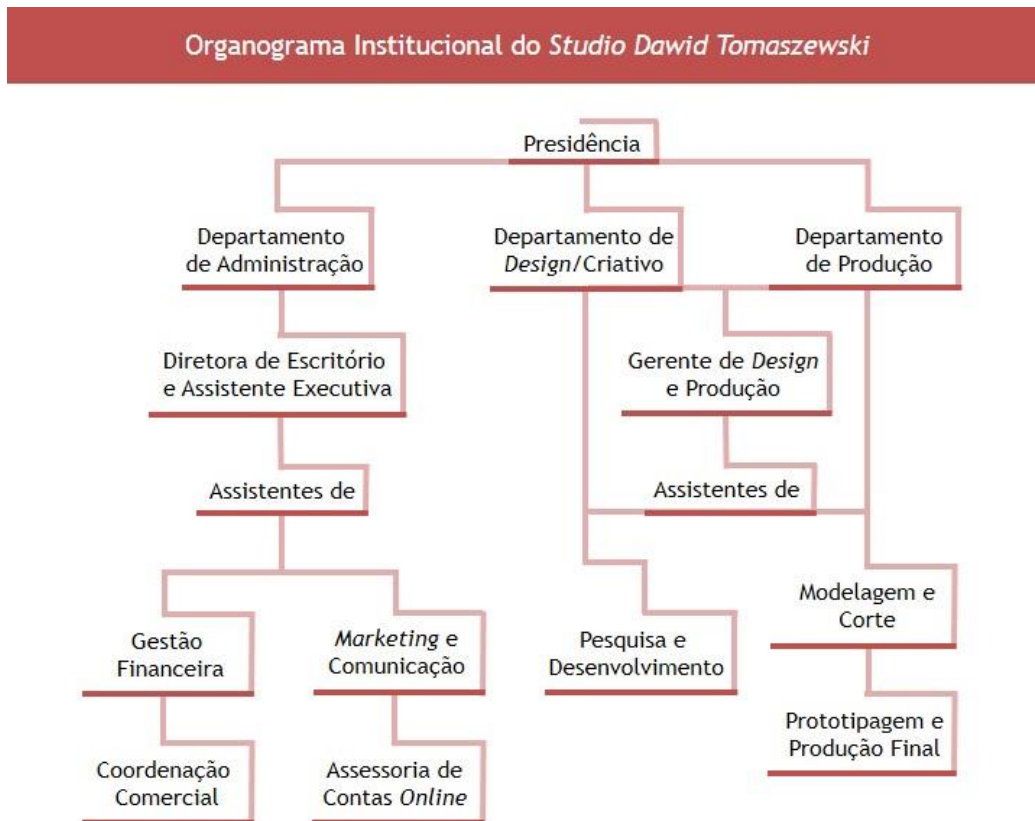 Organograma Institucional do Studio Dawid Tomaszewski
Presidência
Departamento
de Administração
Departamento de
Design/Criativo
Departamento
de Produção
Diretora de Escritório
e Assistente Executiva
Gerente de Design
e Produção
Assistentes de
Assistentes de
Gestão
Financeira
Marketing e
Comunicação
Pesquisa e
Desenvolvimento
Modelagem e
Corte
Coordenação
Comercial
Assessoria de
Contas Online
Prototipagem e
Produção Final